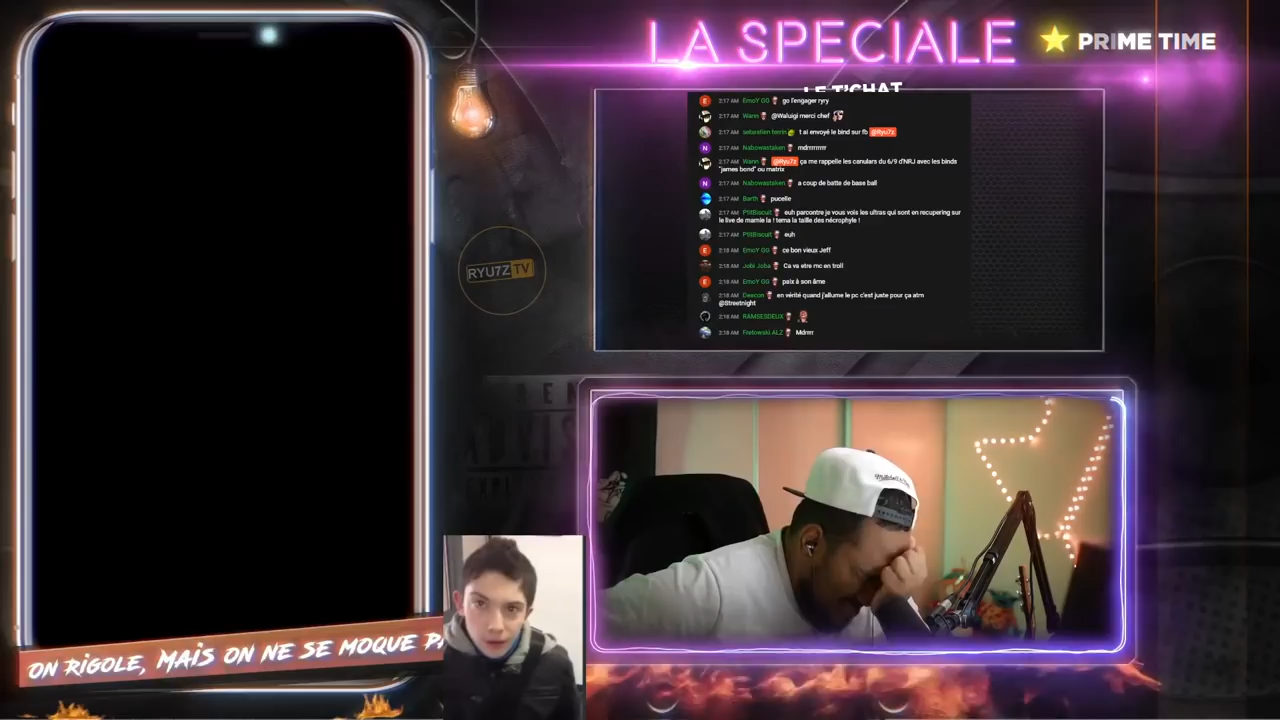 LA SPECIALE
PRIME TIME
LE T'CHAT
2:17 AM EmoY GG go l'engager ryry
2:17 AM Wann @Waluigi merci chef
2:17 AM sebastien t ai envoyé le bind sur fb @Ryu7z
2:17 AM Nabowastaken mdrrrrrrrr
2:17 AM Wann @Ryu7z ça me rappelle les canulars du 6/9 d'NRJ avec les binds
"james bond" ou matrix
2:17 AM Nabowastaken a coup de batte de base ball
2:17 AM Barth pucelle
2:17 AM PtitBiscuit euh parcontre je vous vois les ultras qui sont en recupering sur
le live de mamie la ! tema la taille des nécrophyle !
2:17 AM PtitBiscuit euh
2:18 AM EmoY GG ce bon vieux Jeff
2:18 AM Jobi Joba Ca va etre mc en troll
2:18 AM EmoY GG paix à son âme
2:18 AM Deacon en vérité quand j'allume le pc c'est juste pour ça atm
@Streetnight
2:18 AM RAMSESDEUX
2:18 AM Fretowski ALZ Mdrrrr
RYU7Z TV
ON RIGOLE, MAIS ON NE SE MOQUE PA